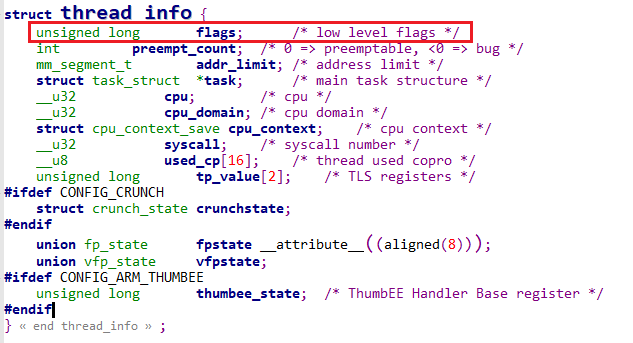 struct thread_info {
    unsigned long flags; /* low level flags */
    int preempt_count; /* 0 => preemptable, <0 => bug */
    mm_segment_t addr_limit; /* address limit */
    struct task_struct *task; /* main task structure */
    __u32 cpu; /* cpu */
    __u32 cpu_domain; /* cpu domain */
    struct cpu_context_save cpu_context; /* cpu context */
    __u32 syscall; /* syscall number */
    __u8 used_cp[16]; /* thread used copro */
    unsigned long tp_value[2]; /* TLS registers */
#ifdef CONFIG_CRUNCH
    struct crunch_state crunchstate;
#endif
    union fp_state fpstate __attribute__((aligned(8)));
    union vfp_state vfpstate;
#ifdef CONFIG_ARM_THUMBEE
    unsigned long thumbee_state; /* ThumbEE Handler Base register */
#endif
} « end thread_info » ;